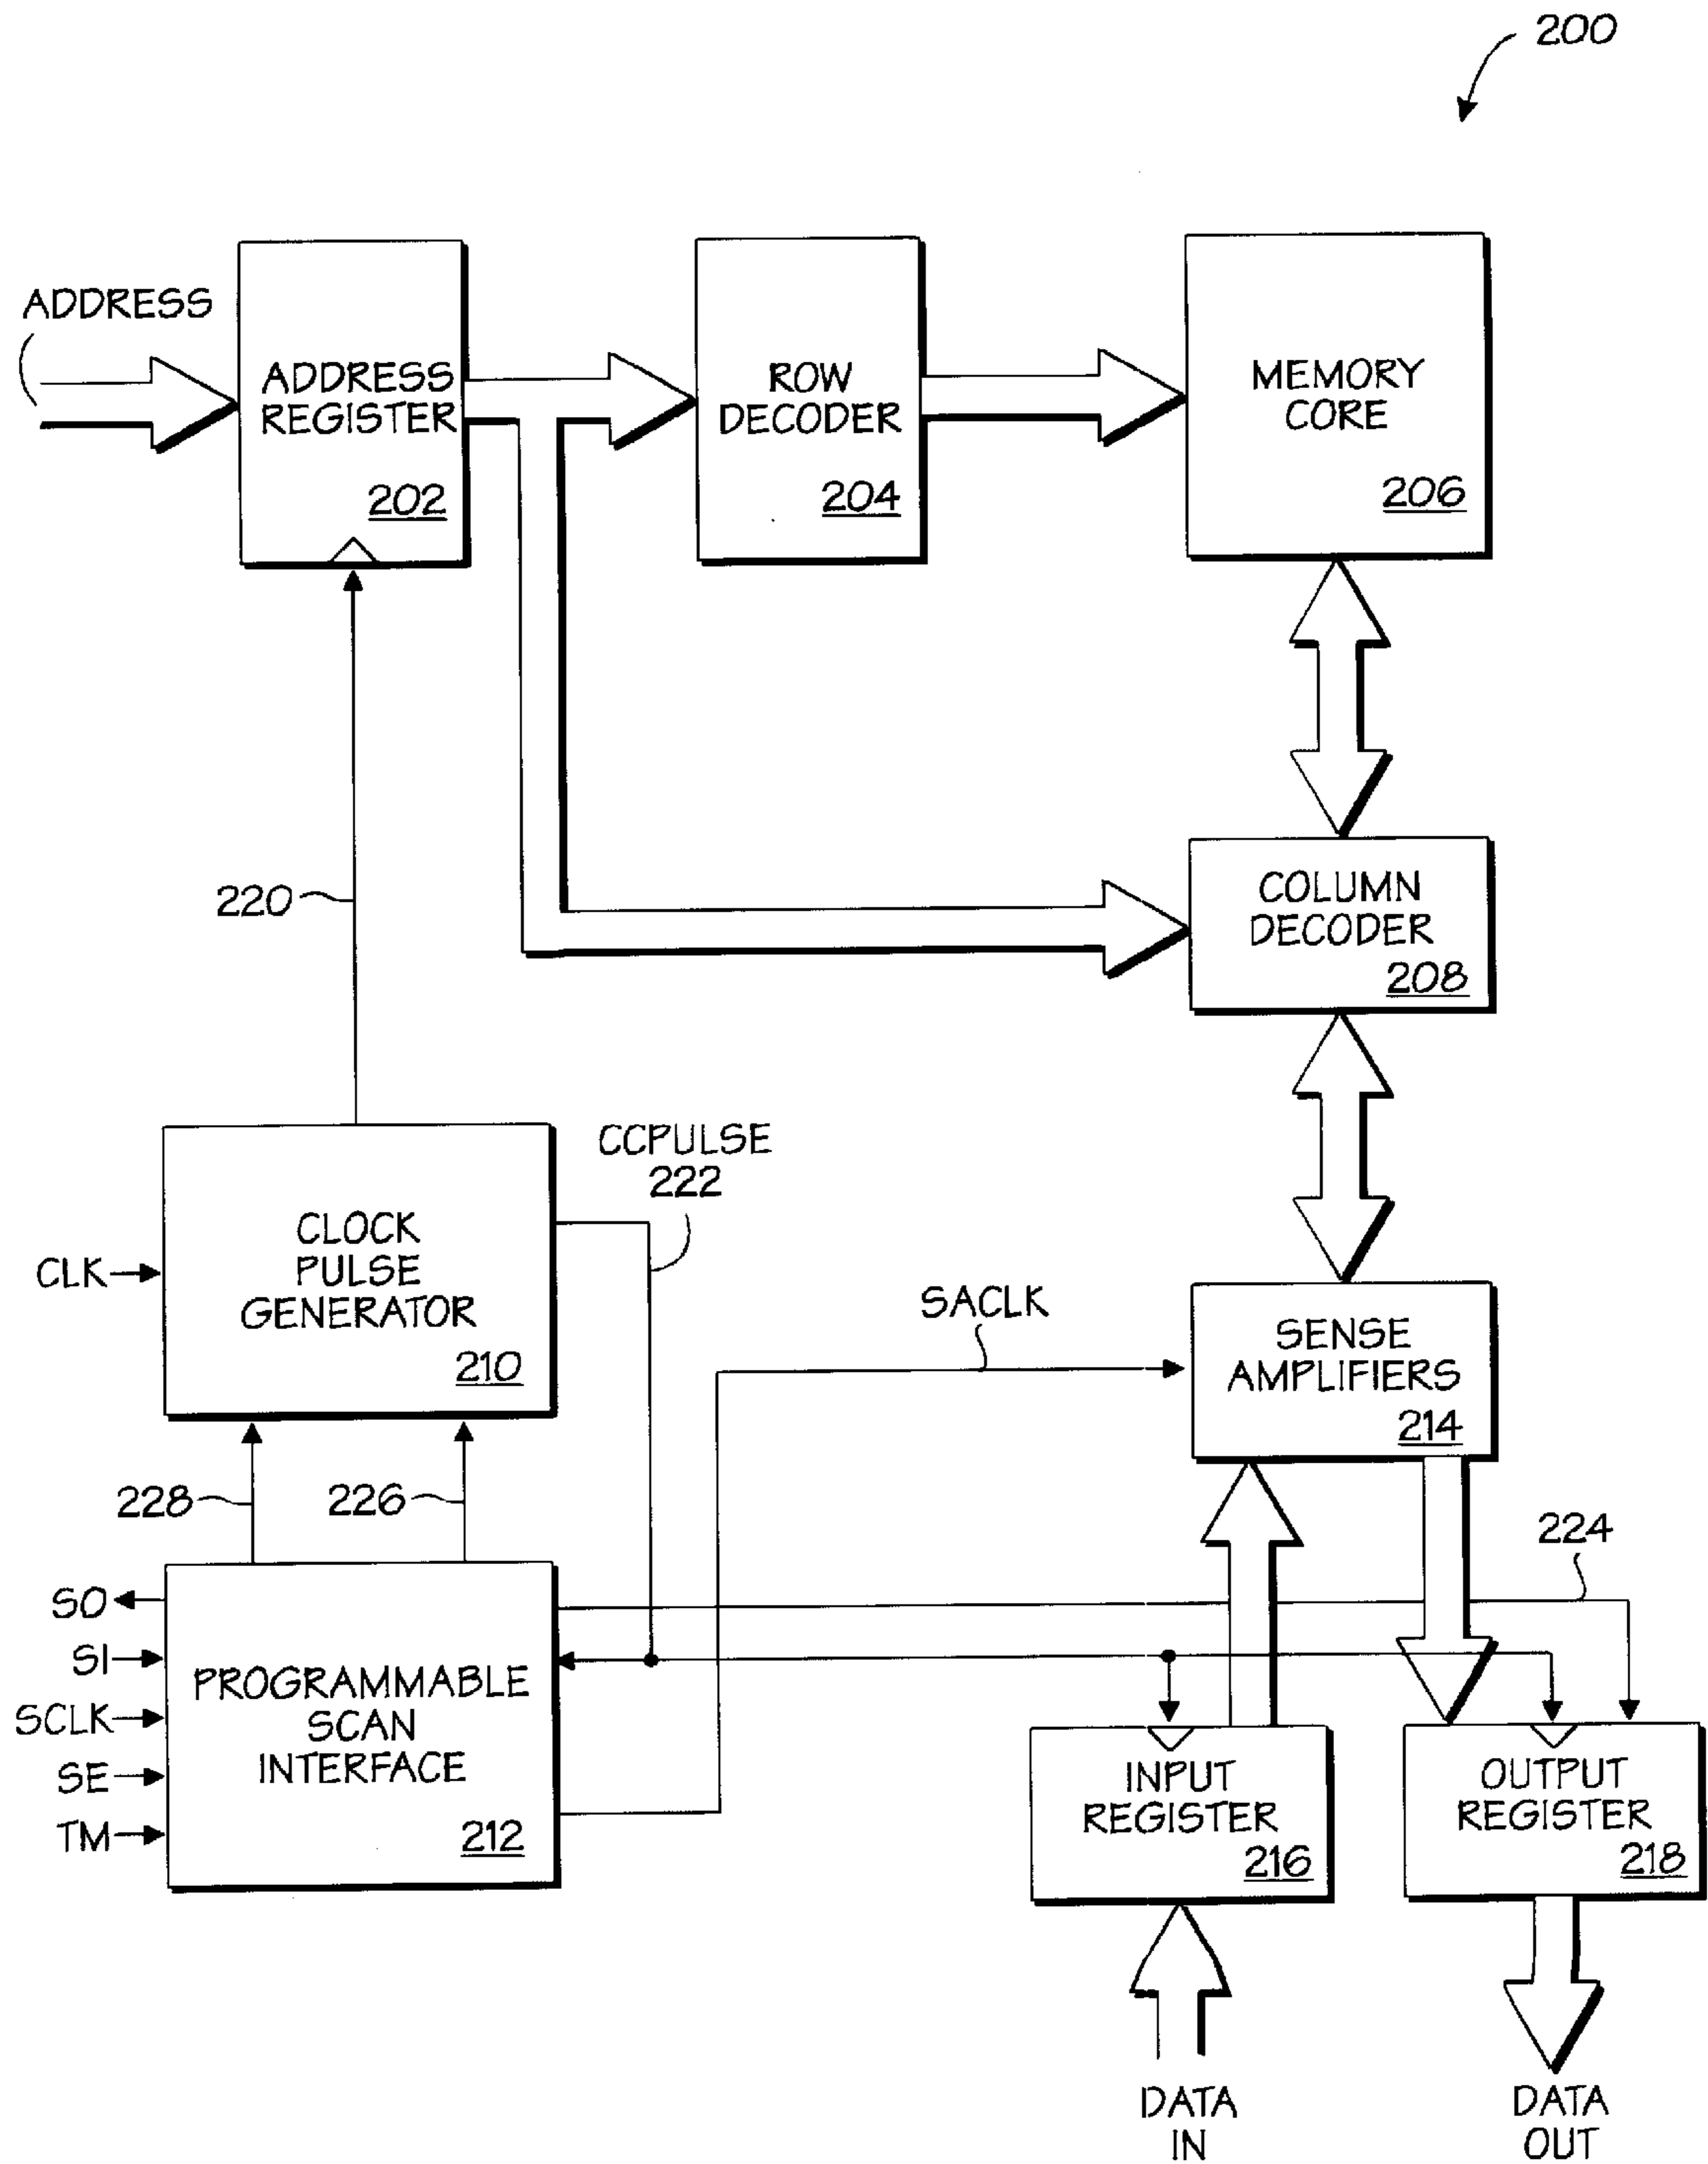 200
ADDRESS
ADDRESS
REGISTER
202
ROW
DECODER
204
MEMORY
CORE
206
220
COLUMN
DECODER
208
CCPULSE
222
CLK
CLOCK
PULSE
GENERATOR
210
SACLK
SENSE
AMPLIFIERS
214
228
226
224
SO
SI
SCLK
SE
TM
PROGRAMMABLE
SCAN
INTERFACE
212
INPUT
REGISTER
216
OUTPUT
REGISTER
218
DATA
IN
DATA
OUT